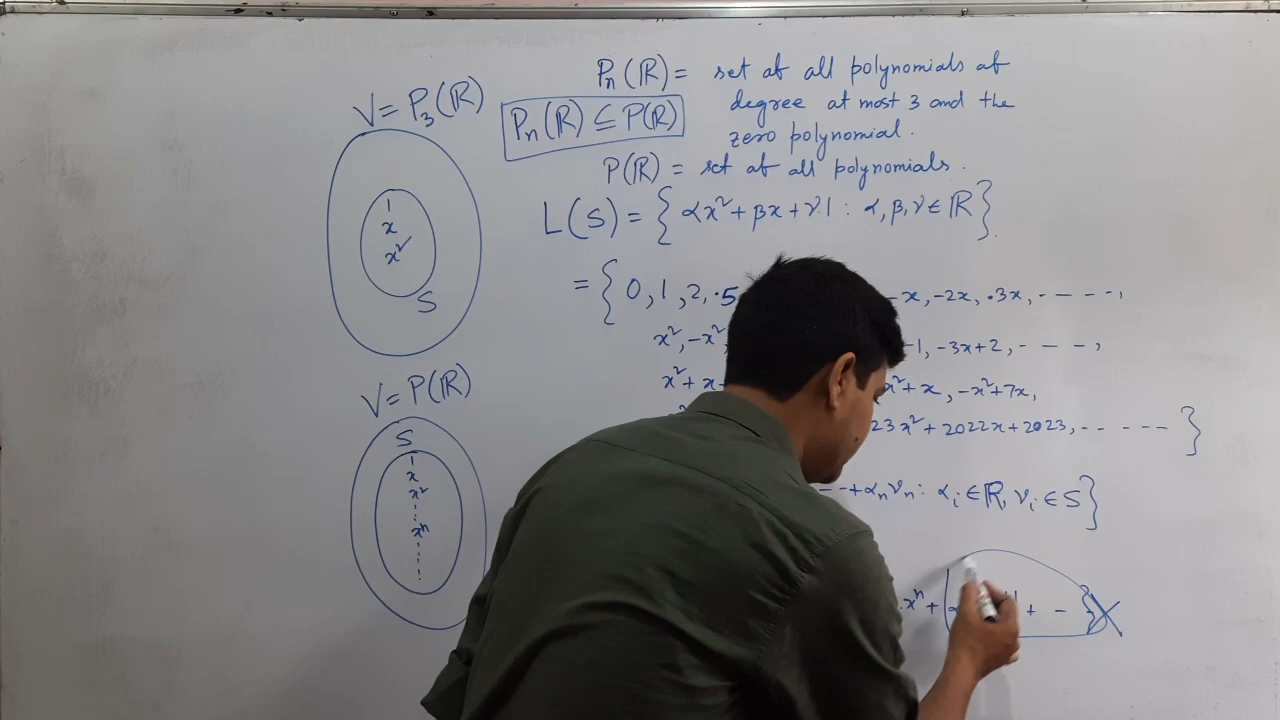 V = P₃(ℝ)
1
x
x²
S
V = P(ℝ)
S
1
x
x²
xⁿ
Pₙ(ℝ) = set of all polynomials of
degree at most 3 and the
zero polynomial.
Pₙ(ℝ) ⊆ P(ℝ)
P(ℝ) = set of all polynomials.
L(S) = { αx² + βx + γ.1 : α, β, γ ∈ ℝ }.
= { 0, 1, 2, .5 - x, -2x, .3x, - - - - ,
x², -x² -1, -3x+2, - - - - ,
x² + x x² + x , -x² + 7x,
23x² + 2022x + 2023, - - - - - - }
- - + αₙvₙ : αᵢ ∈ ℝ, vᵢ ∈ S }
xⁿ + + - - }